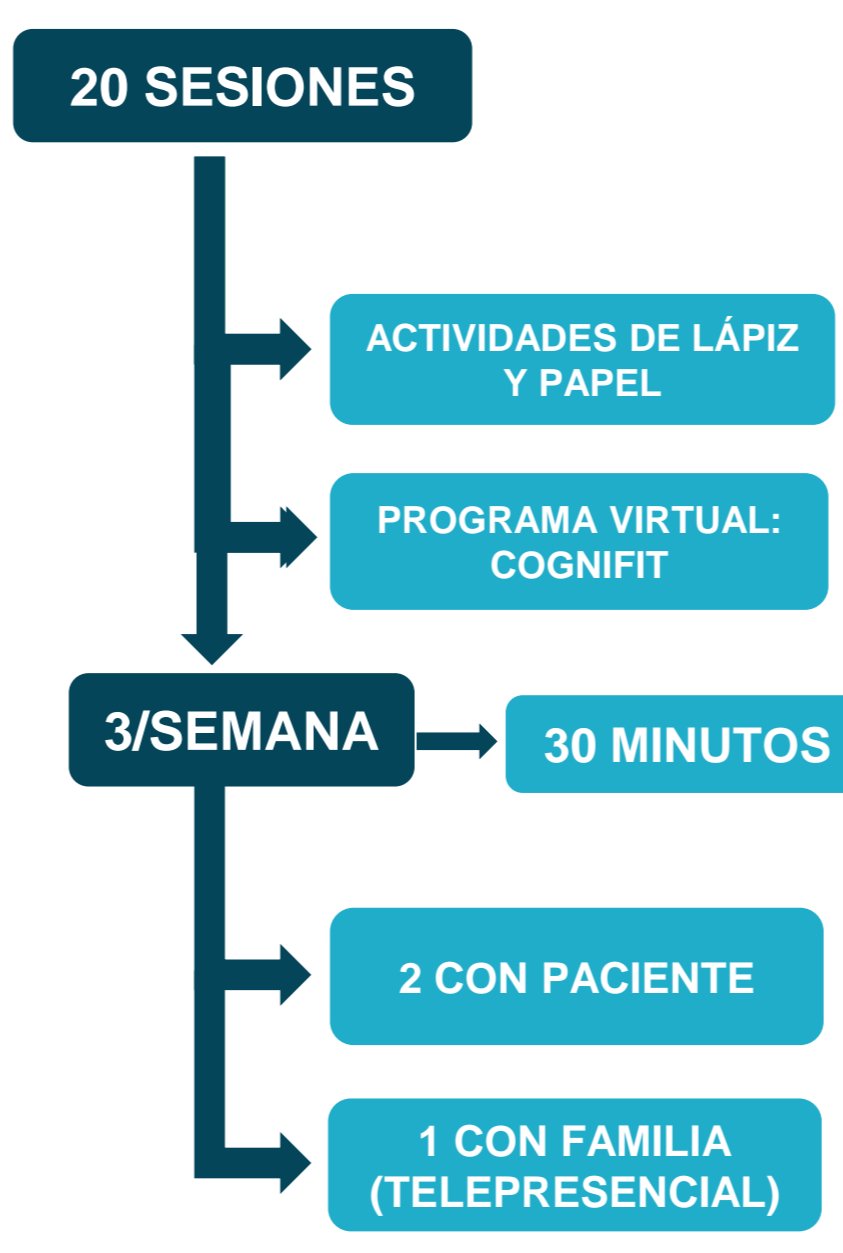 20 SESIONES
ACTIVIDADES DE LÁPIZ
Y PAPEL
PROGRAMA VIRTUAL:
COGNIFIT
3/SEMANA
30 MINUTOS
2 CON PACIENTE
1 CON FAMILIA
(TELEPRESENCIAL)